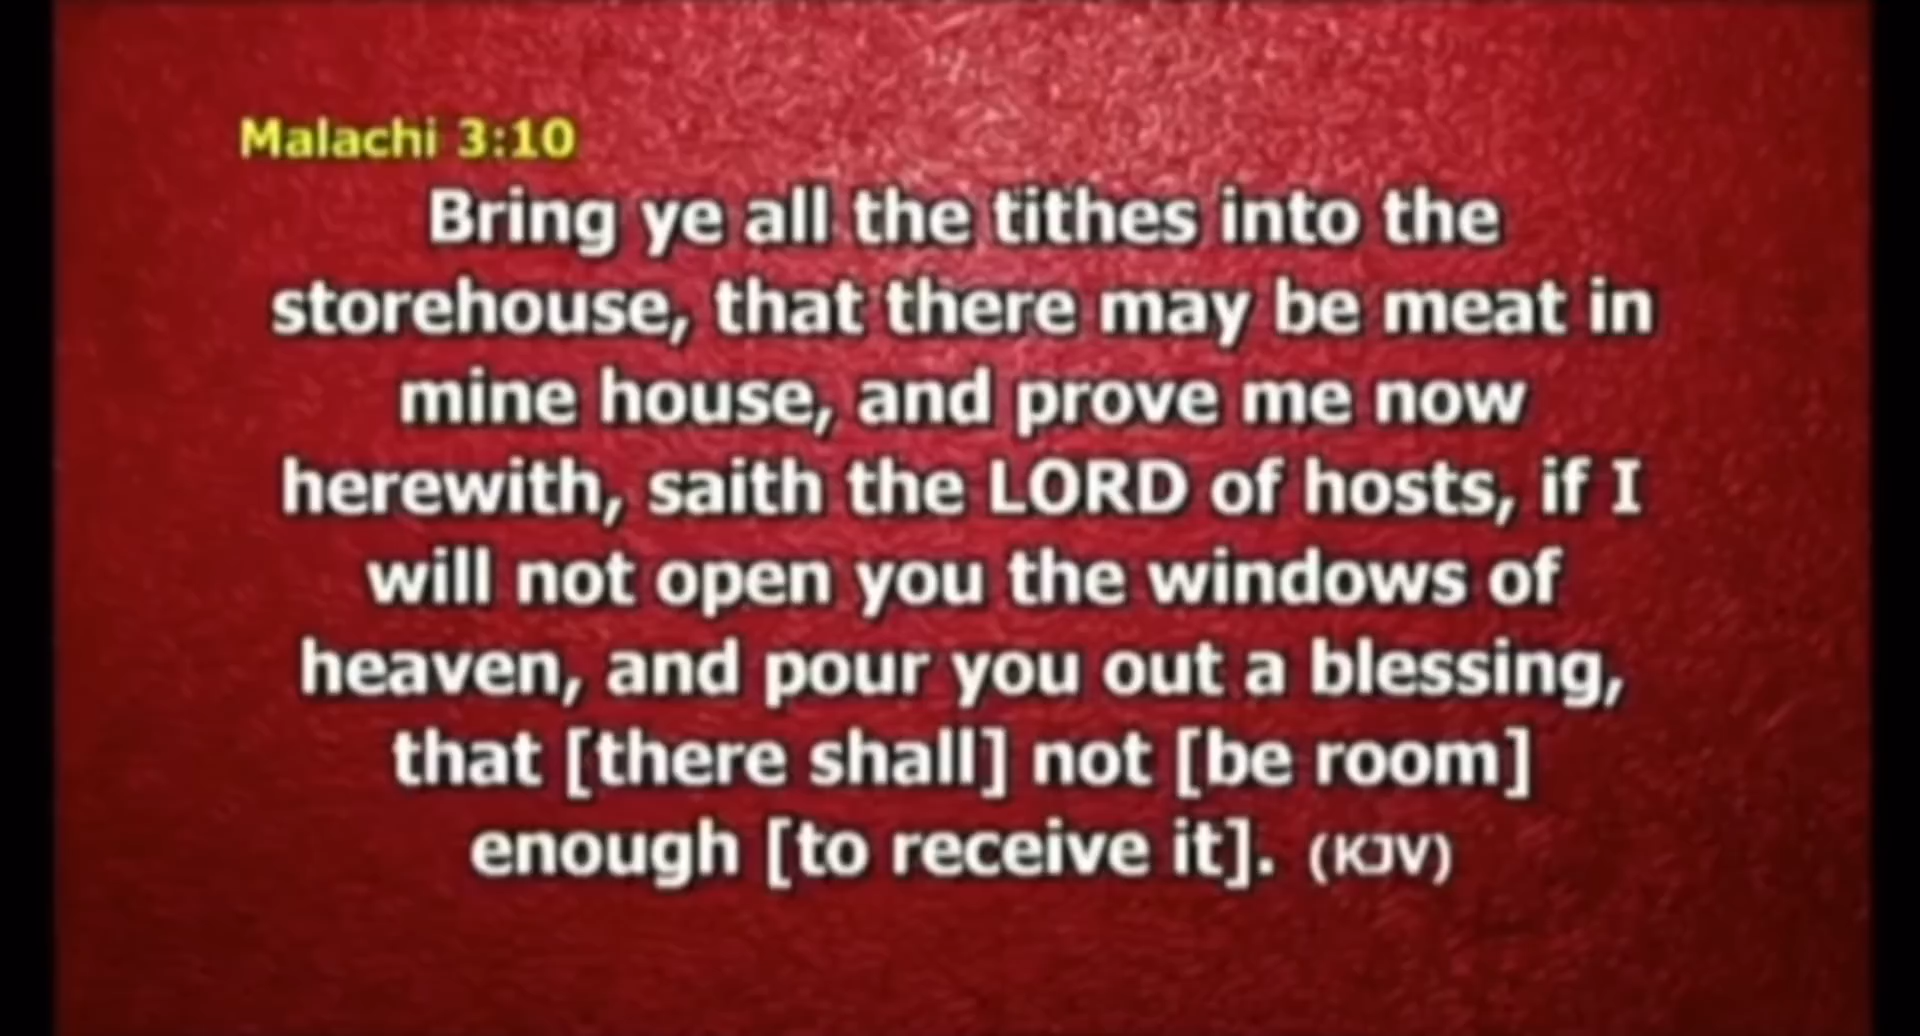 Malachi 3:10
Bring ye all the tithes into the
storehouse, that there may be meat in
mine house, and prove me now
herewith, saith the LORD of hosts, if I
will not open you the windows of
heaven, and pour you out a blessing,
that [there shall] not [be room]
enough [to receive it]. (KJV)